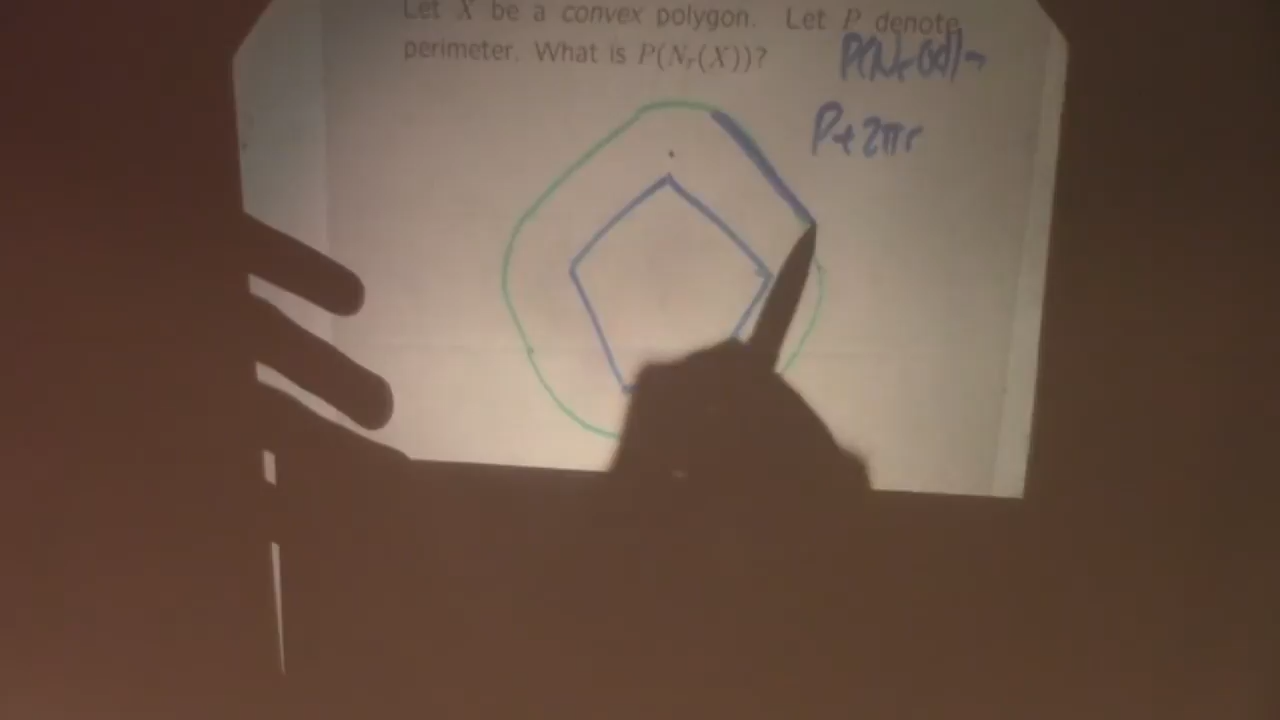 Let X be a convex polygon. Let P denote
perimeter. What is P(Nᵣ(X))?
P+2πr